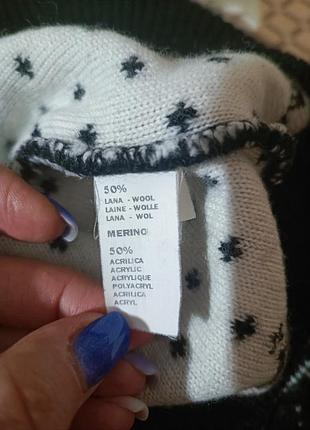 50%
LANA - WOOL
LAINE - WOLLE
LANA - WOL
MERINO
50%
ACRILICA
ACRYLIC
ACRYLIQUE
POLYACRYL
ACRILICA
ACRYL